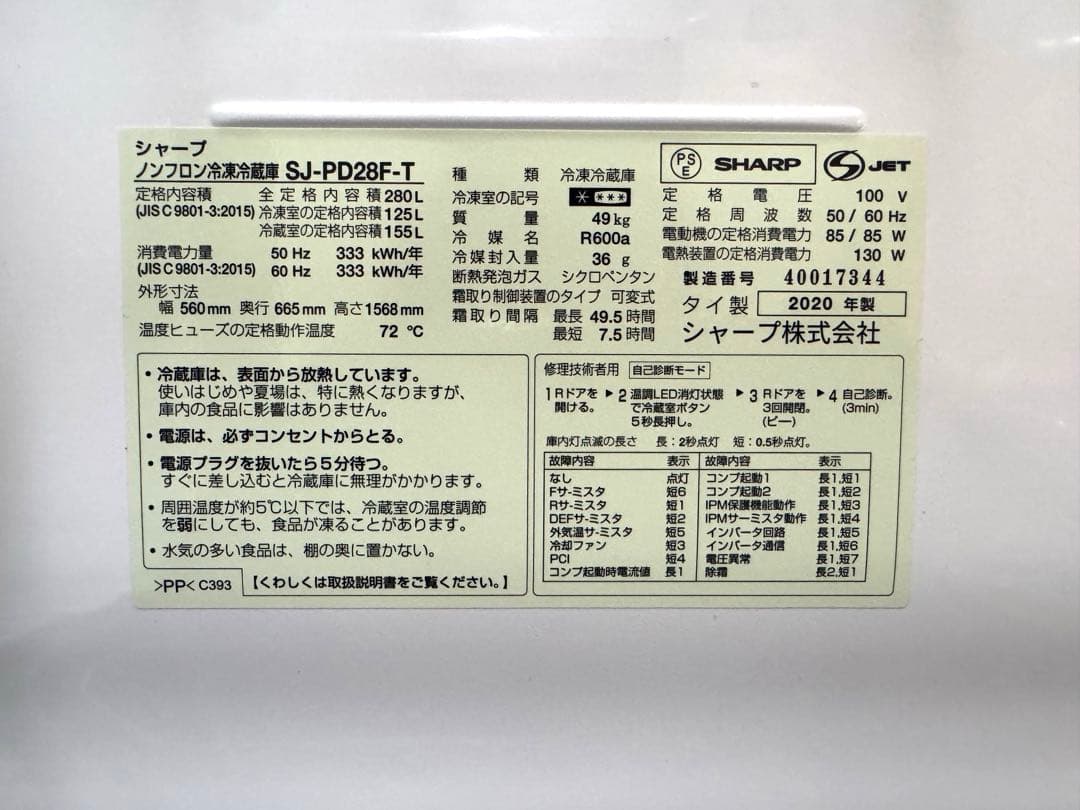 シャープ
ノンフロン冷凍冷蔵庫 SJ-PD28F-T
定格内容積 全定格内容積 280L
(JIS C 9801-3:2015) 冷凍室の定格内容積 125L
冷蔵室の定格内容積 155L
消費電力量 50 Hz 333 kWh/年
(JIS C 9801-3:2015) 60 Hz 333 kWh/年
外形寸法
幅 560mm 奥行 665mm 高さ 1568mm
温度ヒューズの定格動作温度 72 ℃
種類 冷凍冷蔵庫
冷凍室の記号 * ***
質量 49kg
冷媒名 R600a
冷媒封入量 36 g
断熱発泡ガス シクロペンタン
霜取り制御装置のタイプ 可変式
霜取り間隔 最長 49.5 時間
最短 7.5 時間
PSE SHARP JET
定格電圧 100 V
定格周波数 50 / 60 Hz
電動機の定格消費電力 85 / 85 W
電熱装置の定格消費電力 130 W
製造番号 40017344
タイ製 2020 年製
シャープ株式会社
・冷蔵庫は、表面から放熱しています。
使いはじめや夏場は、特に熱くなりますが、
庫内の食品に影響はありません。
・電源は、必ずコンセントからとる。
・電源プラグを抜いたら5分待つ。
すぐに差し込むと冷蔵庫に無理がかかります。
・周囲温度が約5℃以下では、冷蔵室の温度調節
を弱にしても、食品が凍ることがあります。
・水気の多い食品は、棚の奥に置かない。
>PP< C393 【くわしくは取扱説明書をご覧ください。】
修理技術者用 自己診断モード
1 Rドアを開ける。 ▶ 2 温調LED消灯状態で冷蔵室ボタン5秒長押し。 ▶ 3 Rドアを3回開閉。(ピー) ▶ 4 自己診断。(3min)
庫内灯点滅の長さ 長:2秒点灯 短:0.5秒点灯。
故障内容 表示 故障内容 表示
なし 点灯 コンプ起動1 長1,短1
Fサ-ミスタ 短6 コンプ起動2 長1,短2
Rサ-ミスタ 短1 IPM保護機能動作 長1,短3
DEFサ-ミスタ 短2 IPMサーミスタ動作 長1,短4
外気温サ-ミスタ 短5 インバータ回路 長1,短5
冷却ファン 短3 インバータ通信 長1,短6
PCI 短4 電圧異常 長1,短7
コンプ起動時電流値 長1 除霜 長2,短1